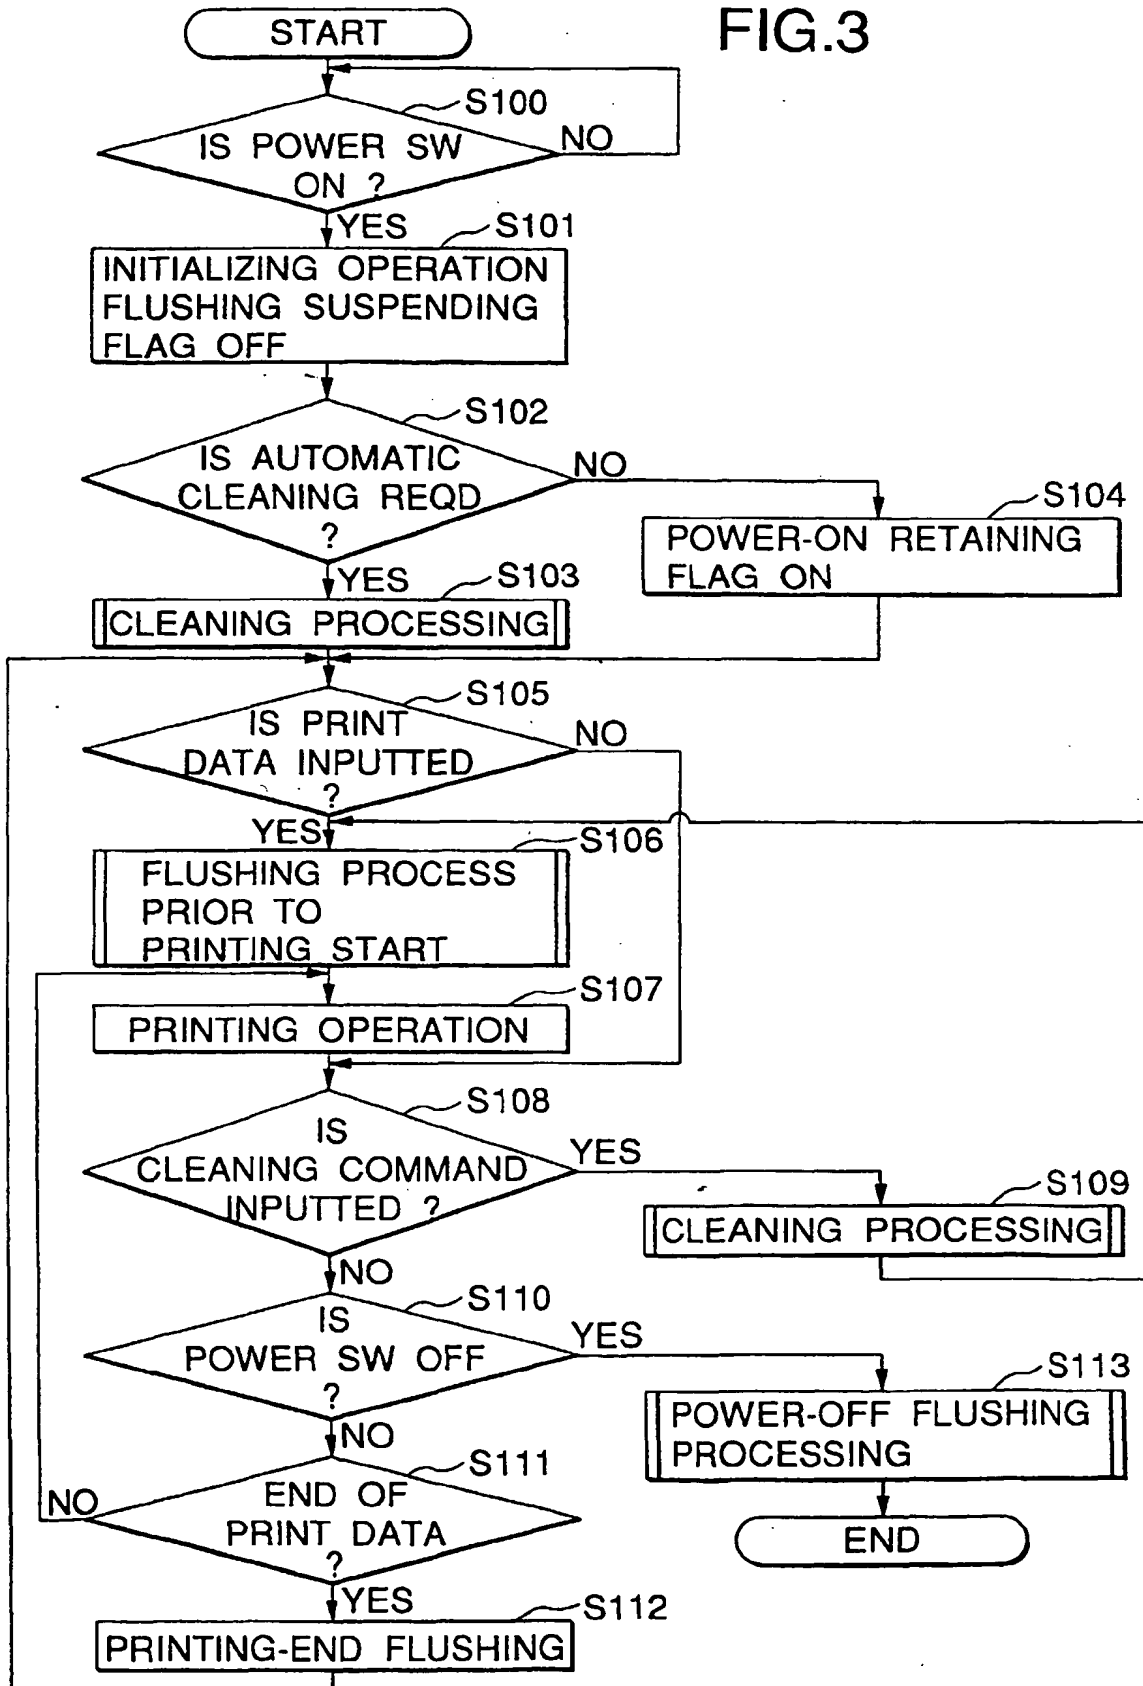 FIG.3
START
S100
IS POWER SW
ON ?
NO
YES
S101
INITIALIZING OPERATION
FLUSHING SUSPENDING
FLAG OFF
S102
IS AUTOMATIC
CLEANING REQD
?
NO
S104
POWER-ON RETAINING
FLAG ON
YES
S103
CLEANING PROCESSING
S105
IS PRINT
DATA INPUTTED
?
NO
YES
S106
FLUSHING PROCESS
PRIOR TO
PRINTING START
S107
PRINTING OPERATION
S108
IS
CLEANING COMMAND
INPUTTED ?
YES
S109
CLEANING PROCESSING
NO
S110
IS
POWER SW OFF
?
YES
S113
POWER-OFF FLUSHING
PROCESSING
NO
S111
END OF
PRINT DATA
?
NO
END
YES
S112
PRINTING-END FLUSHING